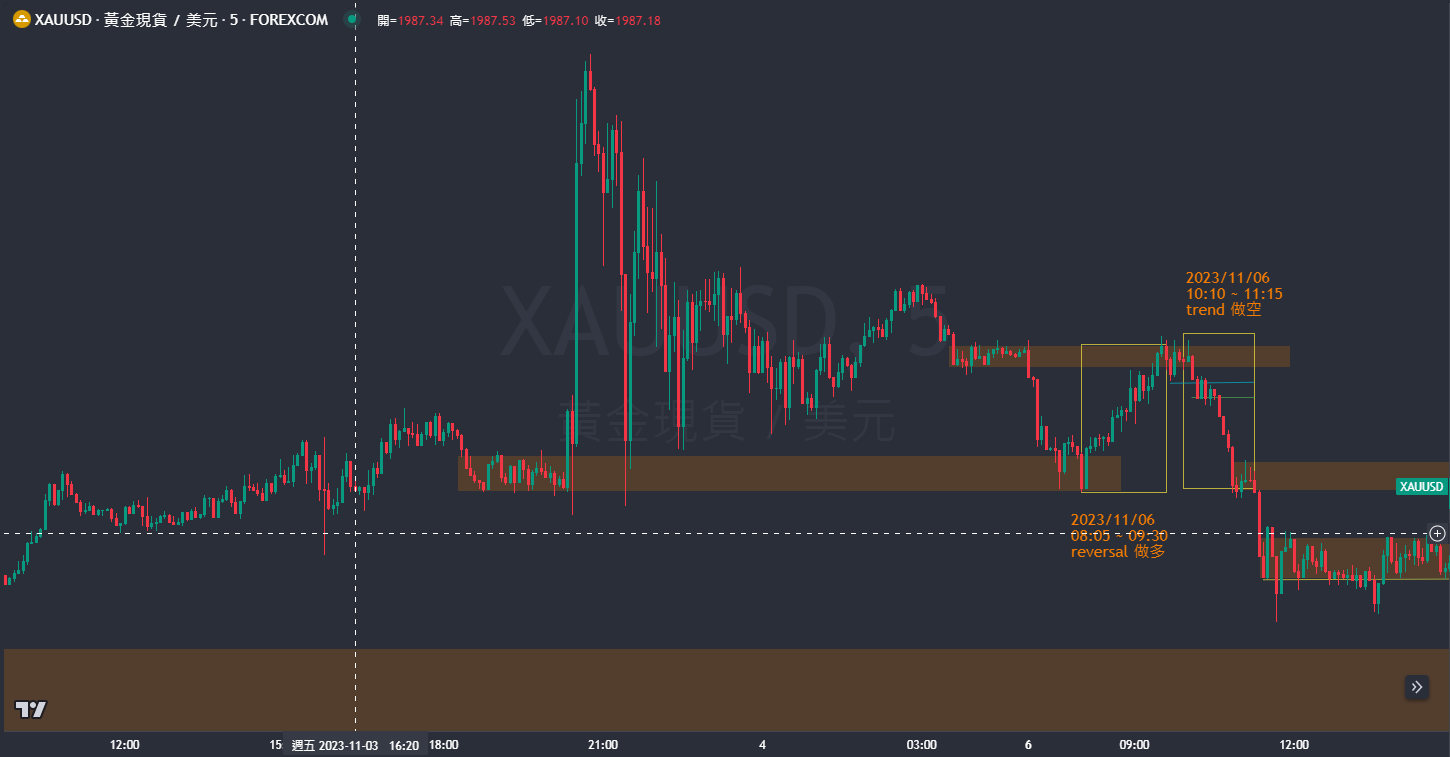 XAUUSD · 黃金現貨 / 美元 · 5 · FOREXCOM 開=1987.34 高=1987.53 低=1987.10 收=1987.18
XAUUSD, 5
黃金現貨 / 美元
2023/11/06
10:10 ~ 11:15
trend 做空
XAUUSD
2023/11/06
08:05 ~ 09:30
reversal 做多
12:00 15 週五 2023-11-03 16:20 18:00 21:00 4 03:00 6 09:00 12:00